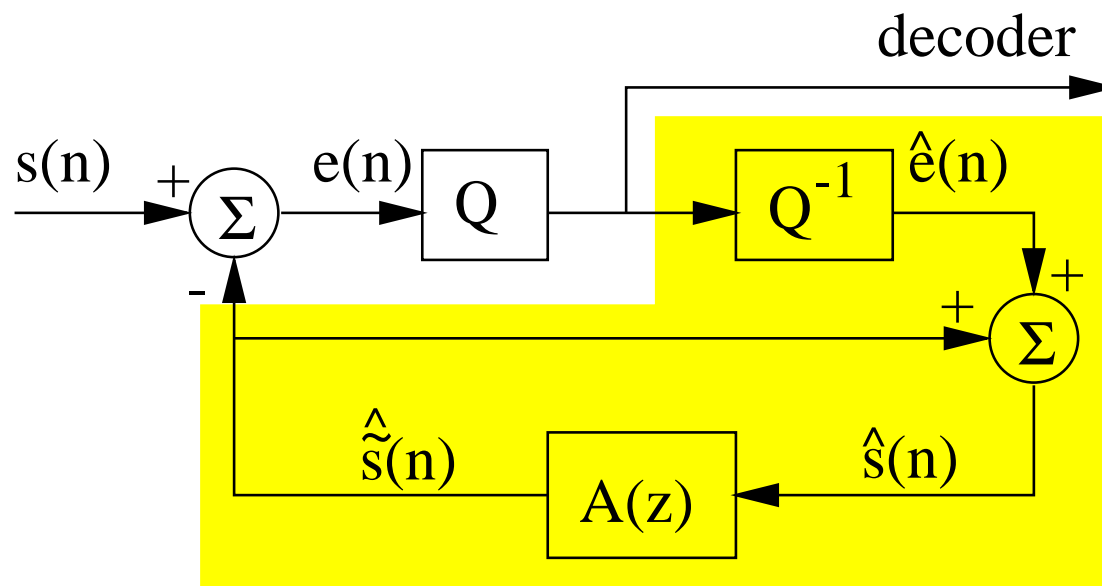 decoder
s(n)
+
Σ
e(n)
Q
Q⁻¹
ê(n)
-
+
+
Σ
s̃̂(n)
A(z)
ŝ(n)